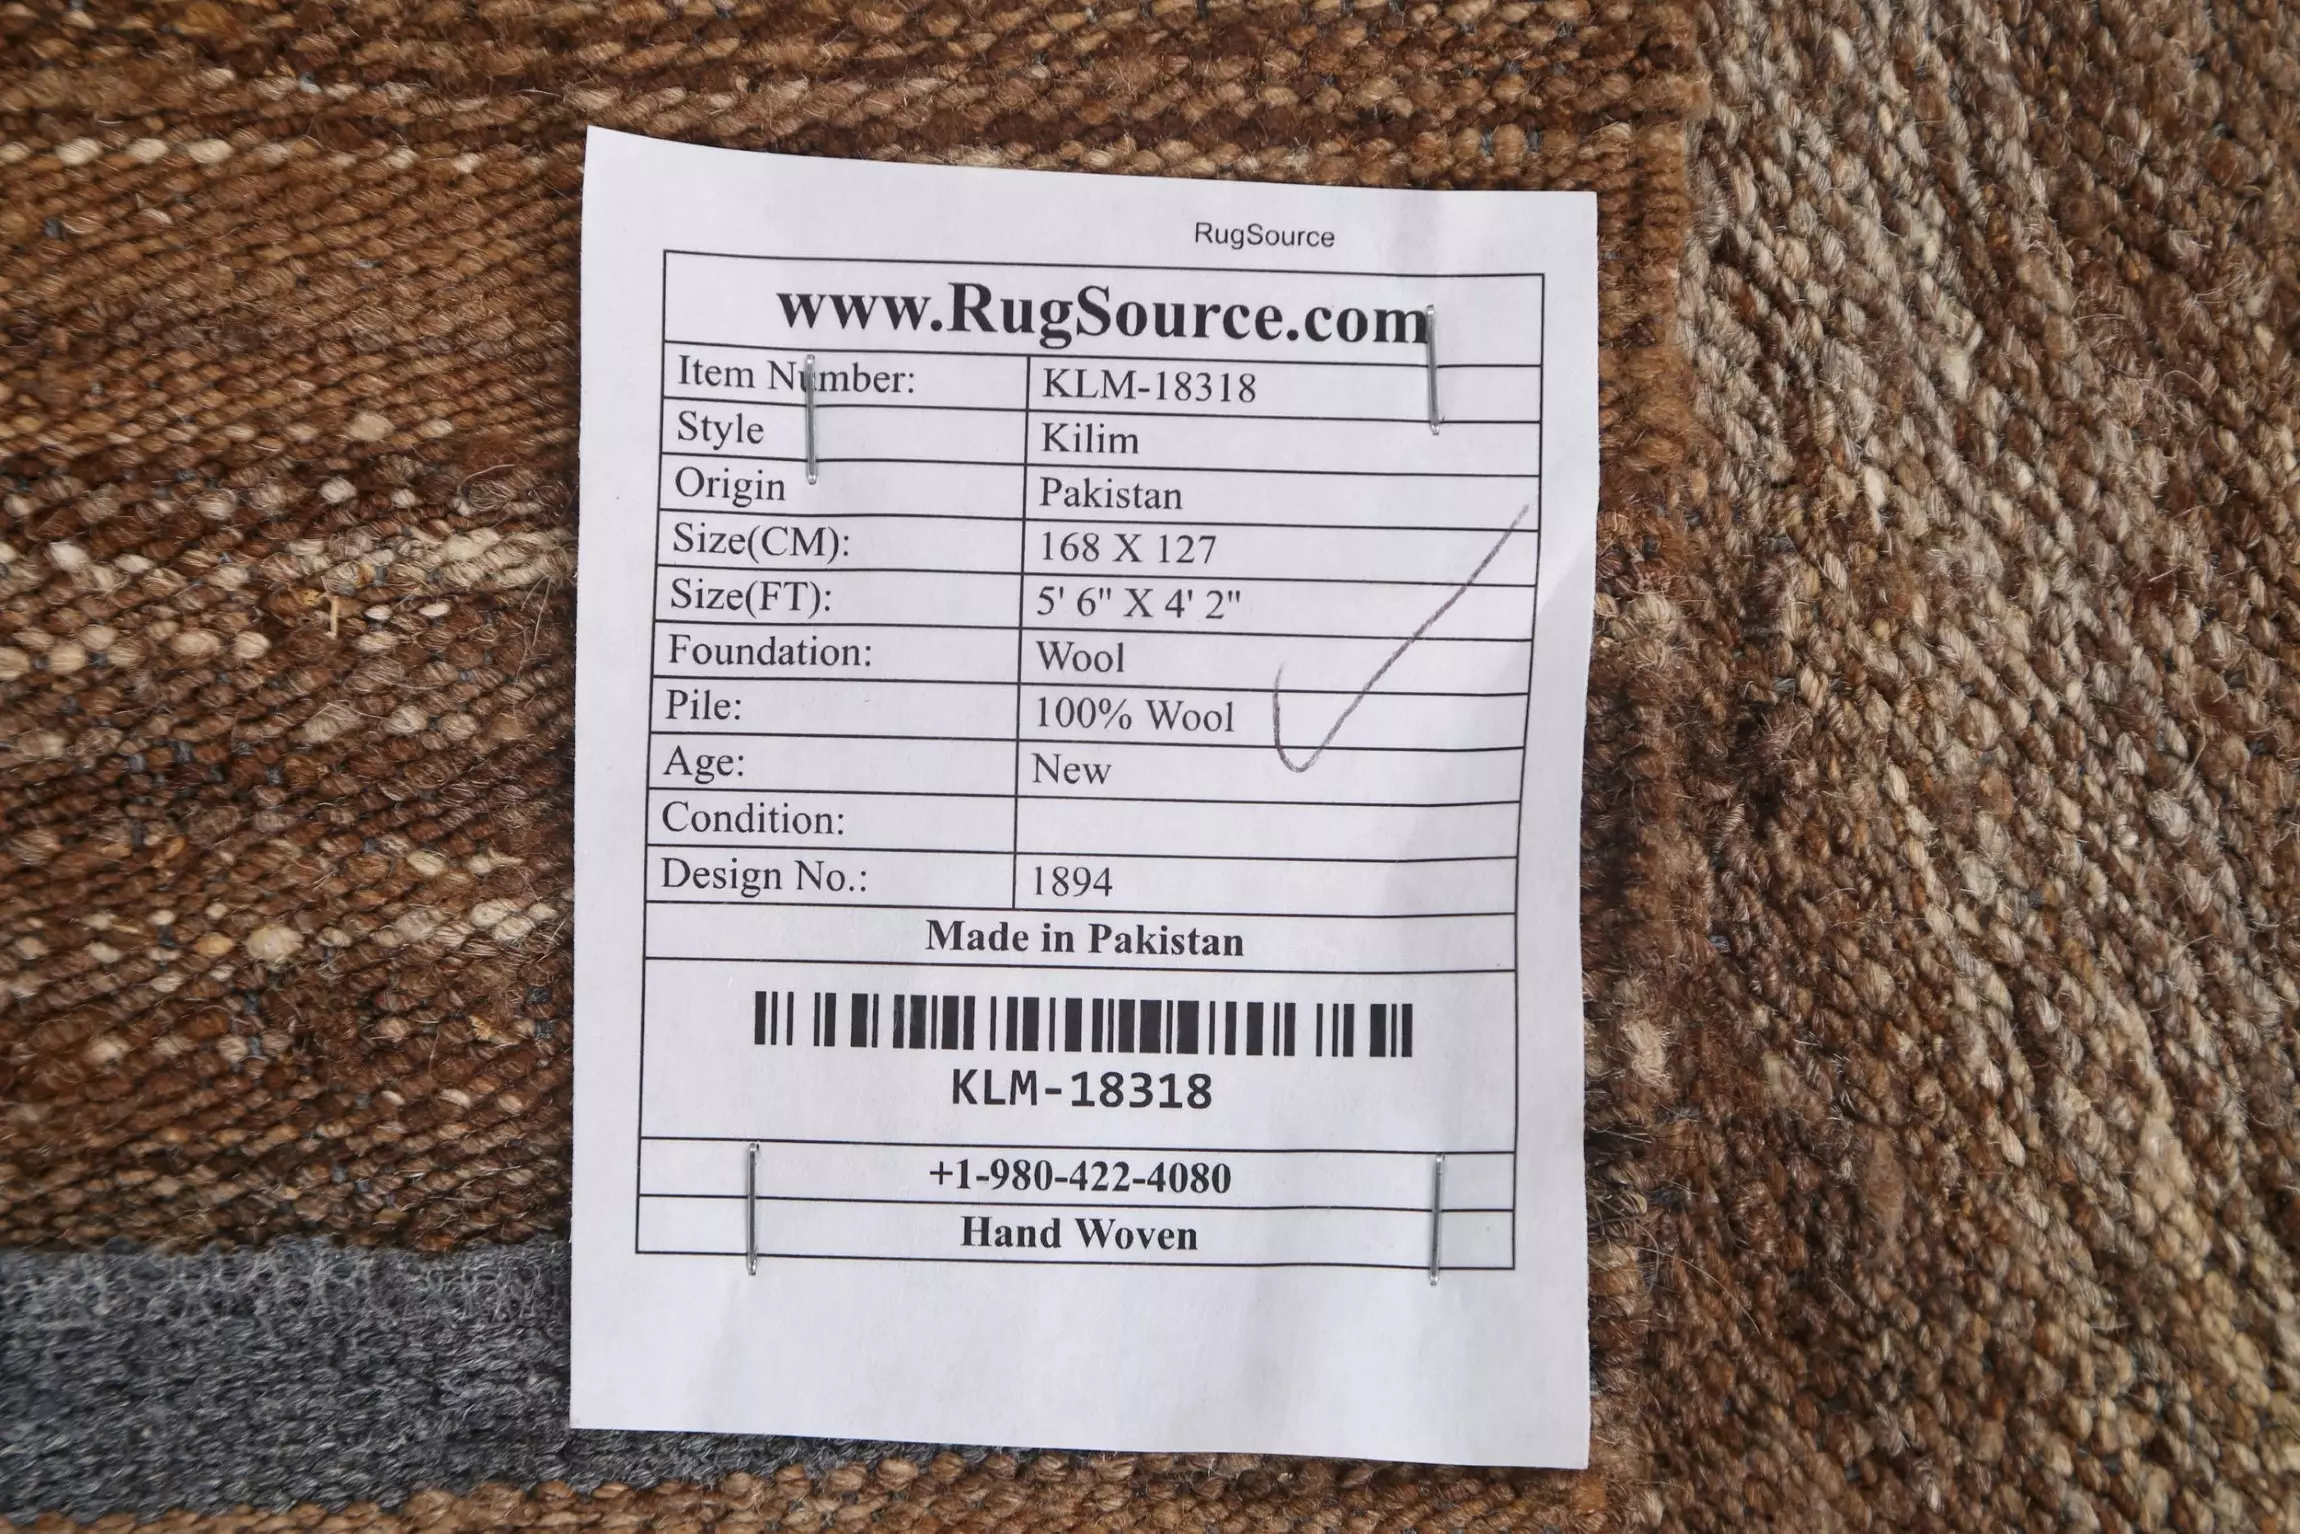 RugSource
www.RugSource.com
Item Number: KLM-18318
Style Kilim
Origin Pakistan
Size(CM): 168 X 127
Size(FT): 5' 6" X 4' 2"
Foundation: Wool
Pile: 100% Wool
Age: New
Condition:
Design No.: 1894
Made in Pakistan
KLM-18318
+1-980-422-4080
Hand Woven